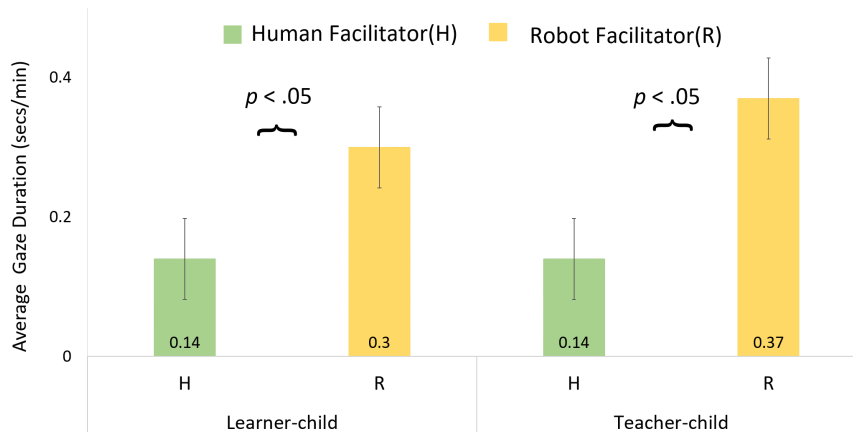 Human Facilitator(H) Robot Facilitator(R)
Average Gaze Duration (secs/min)
0.4
0.2
0
p < .05 p < .05
0.14 0.3 0.14 0.37
H R H R
Learner-child Teacher-child